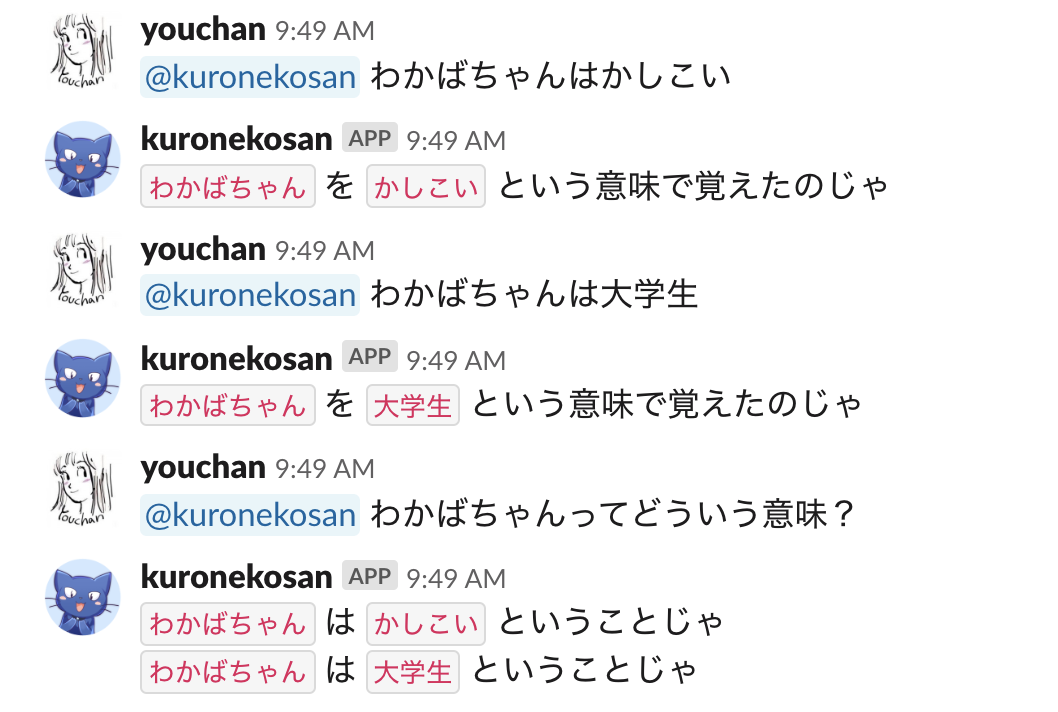 youchan 9:49 AM
@kuronekosan わかばちゃんはかしこい
kuronekosan APP 9:49 AM
わかばちゃん を かしこい という意味で覚えたのじゃ
youchan 9:49 AM
@kuronekosan わかばちゃんは大学生
kuronekosan APP 9:49 AM
わかばちゃん を 大学生 という意味で覚えたのじゃ
youchan 9:49 AM
@kuronekosan わかばちゃんってどういう意味？
kuronekosan APP 9:49 AM
わかばちゃん は かしこい ということじゃ
わかばちゃん は 大学生 ということじゃ